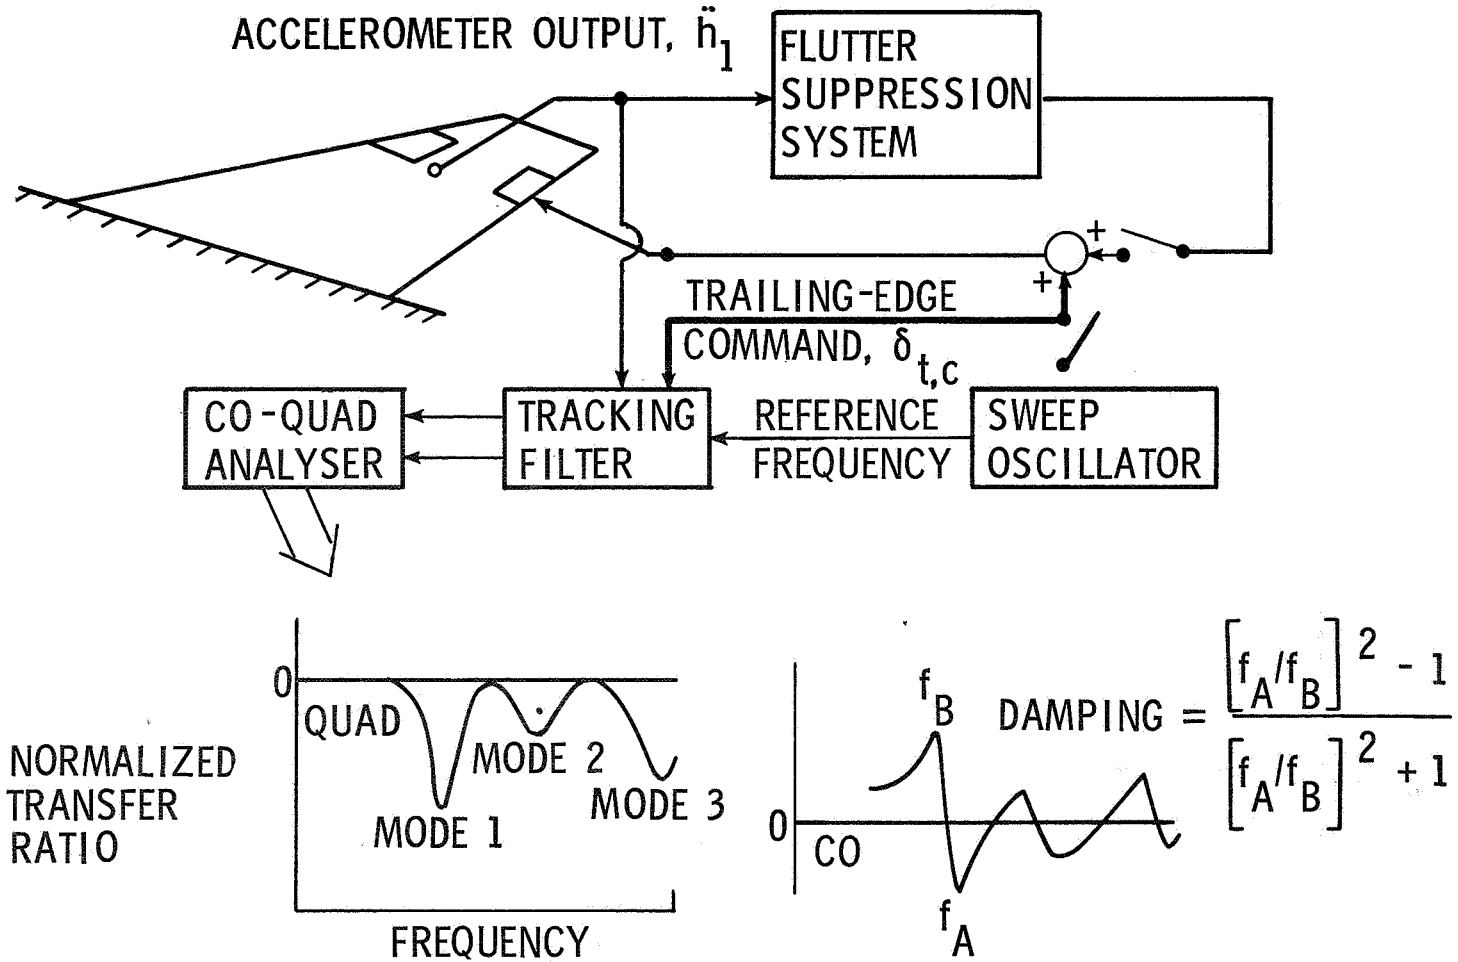 ACCELEROMETER OUTPUT, ḧ₁
FLUTTER
SUPPRESSION
SYSTEM
+
+
TRAILING-EDGE
COMMAND, δt,c
CO-QUAD
ANALYSER
TRACKING
FILTER
REFERENCE
FREQUENCY
SWEEP
OSCILLATOR
NORMALIZED
TRANSFER
RATIO
0
QUAD
MODE 1
MODE 2
MODE 3
FREQUENCY
0
CO
fB
fA
DAMPING = [fA/fB]² - 1
[fA/fB]² + 1